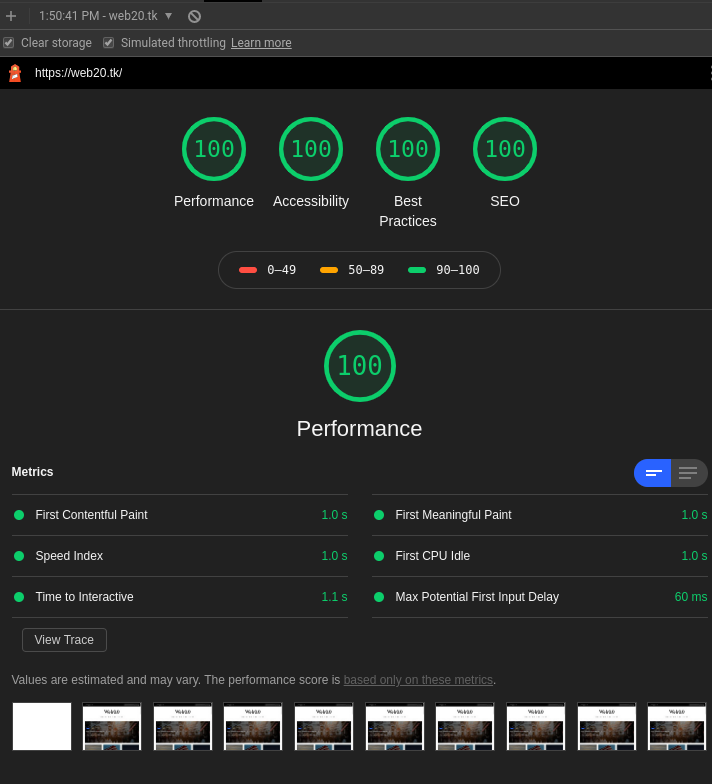 1:50:41 PM - web20.tk
Clear storage Simulated throttling Learn more
https://web20.tk/
100 100 100 100
Performance Accessibility Best Practices SEO
0–49 50–89 90–100
100
Performance
Metrics
First Contentful Paint 1.0 s
First Meaningful Paint 1.0 s
Speed Index 1.0 s
First CPU Idle 1.0 s
Time to Interactive 1.1 s
Max Potential First Input Delay 60 ms
View Trace
Values are estimated and may vary. The performance score is based only on these metrics.